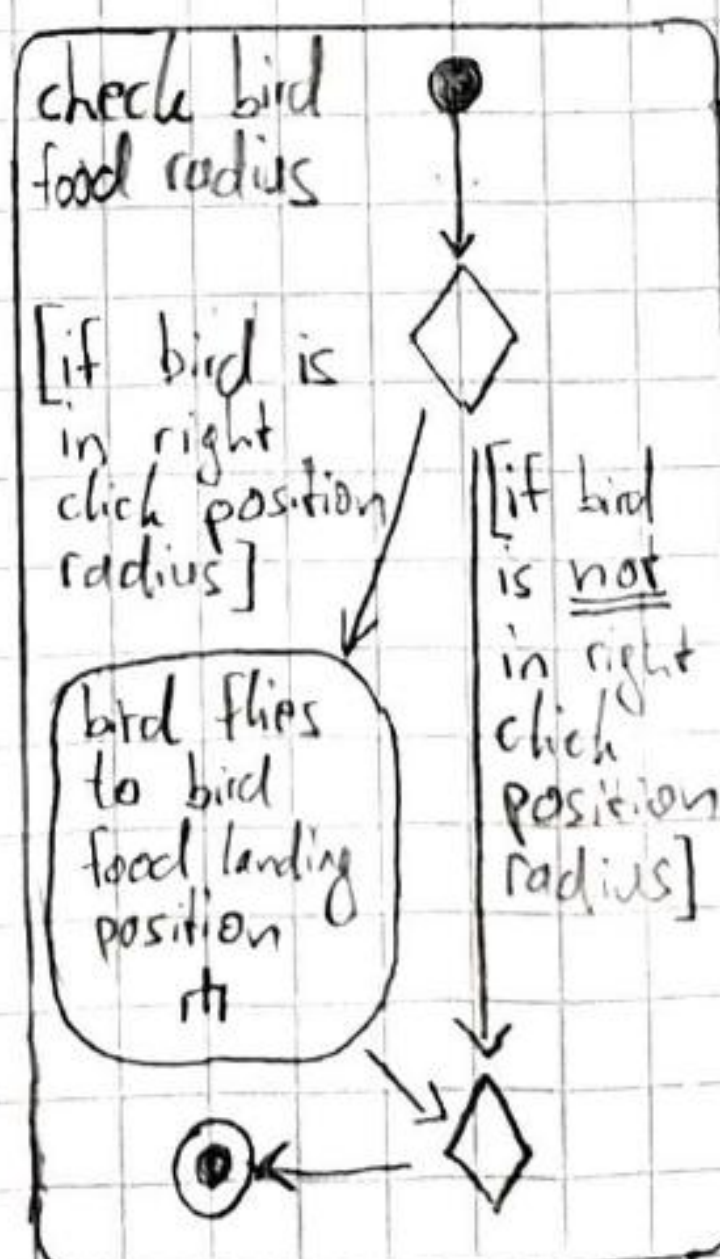 check bird
food radius
[if bird is
in right
click position
radius]
[if bird
is not
in right
click
position
radius]
bird flies
to bird
food landing
position